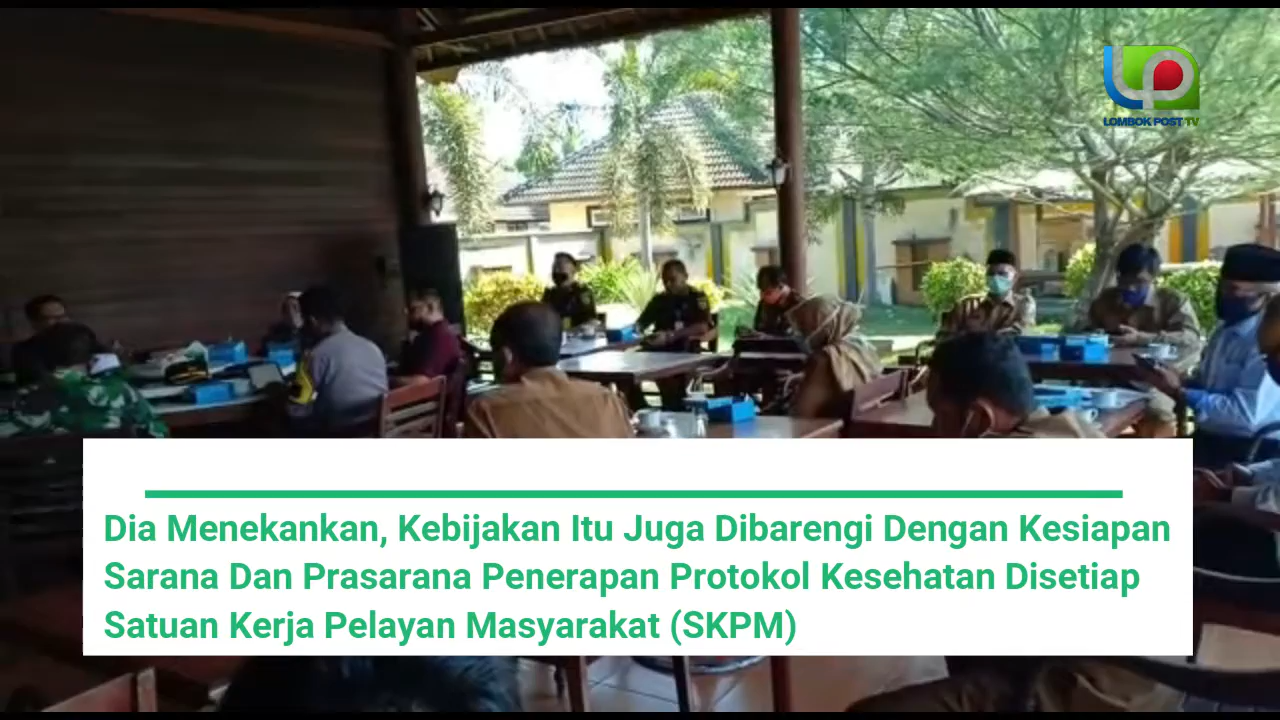 LOMBOK POST TV
Dia Menekankan, Kebijakan Itu Juga Dibarengi Dengan Kesiapan
Sarana Dan Prasarana Penerapan Protokol Kesehatan Disetiap
Satuan Kerja Pelayan Masyarakat (SKPM)